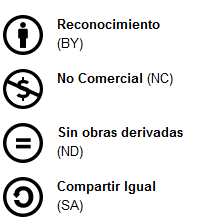 Reconocimiento
(BY)
No Comercial (NC)
Sin obras derivadas
(ND)
Compartir Igual
(SA)